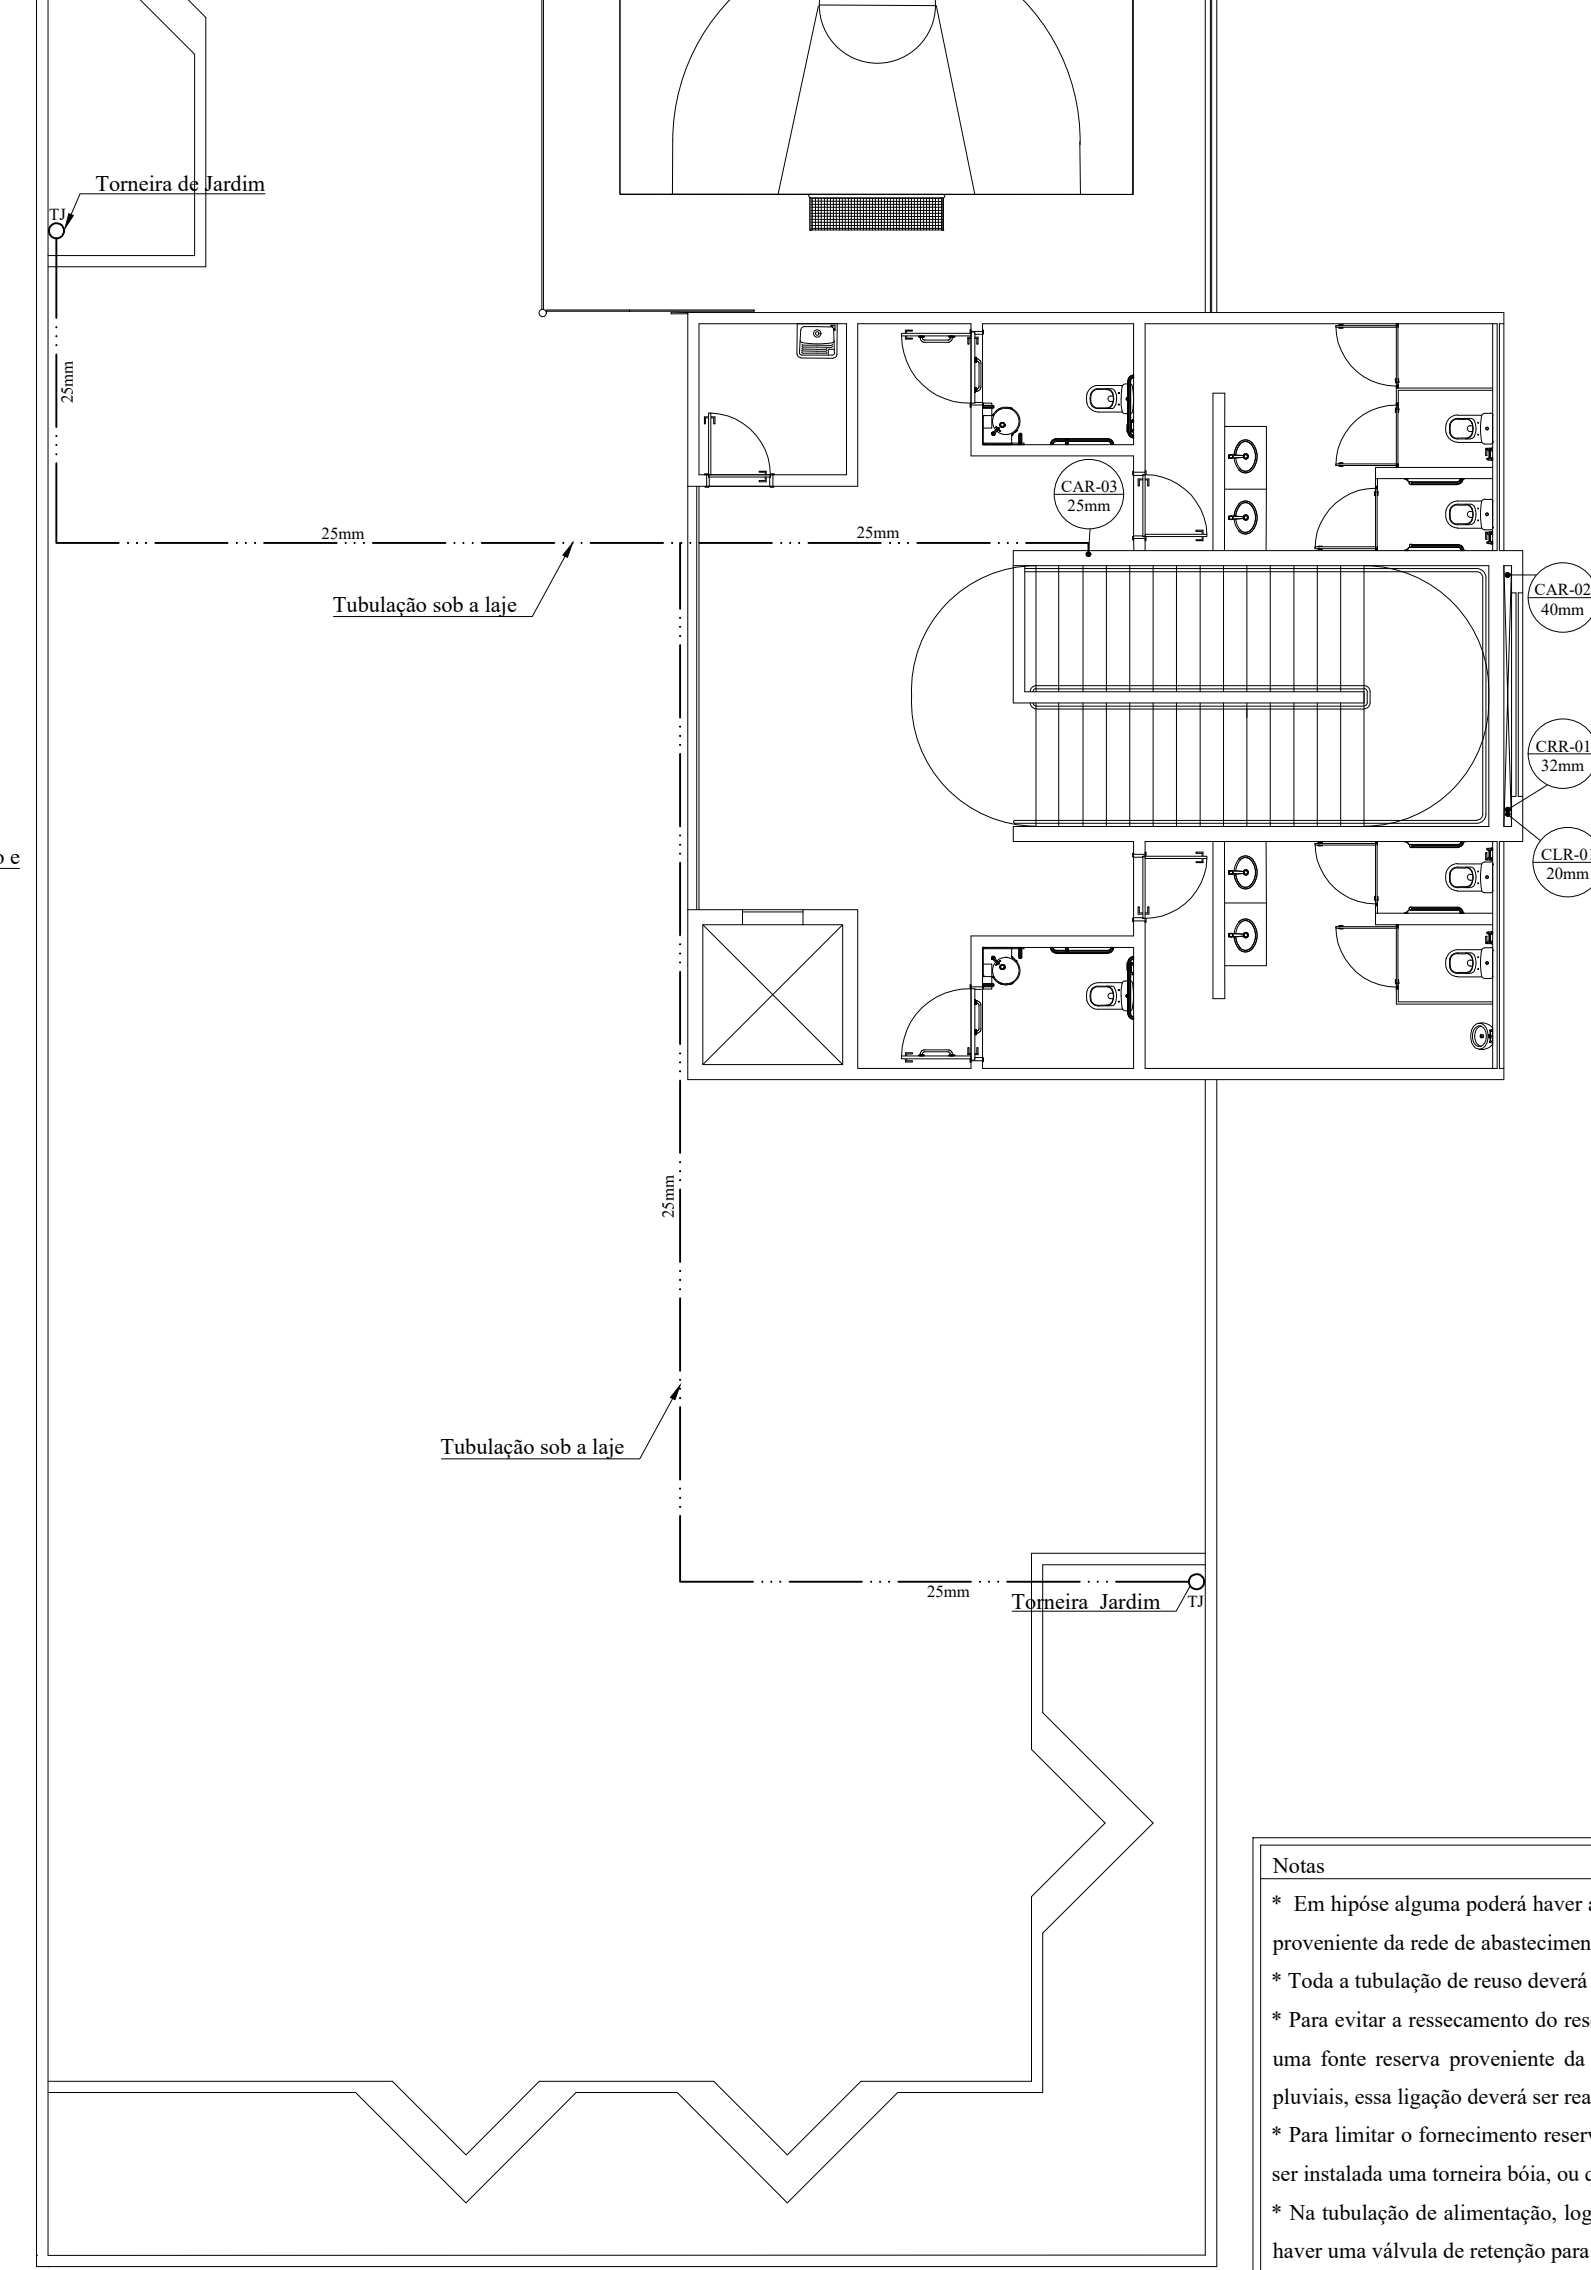 Torneira de Jardim
TJ
25mm
25mm
25mm
CAR-03
25mm
Tubulação sob a laje
CAR-02
40mm
CRR-01
32mm
o e
CLR-01
20mm
25mm
Tubulação sob a laje
25mm
Torneira Jardim
TJ
Notas
* Em hipóse alguma poderá haver a
proveniente da rede de abastecimen
* Toda a tubulação de reuso deverá
* Para evitar a ressecamento do res
uma fonte reserva proveniente da
pluviais, essa ligação deverá ser rea
* Para limitar o fornecimento reserv
ser instalada uma torneira bóia, ou
* Na tubulação de alimentação, log
haver uma válvula de retenção para